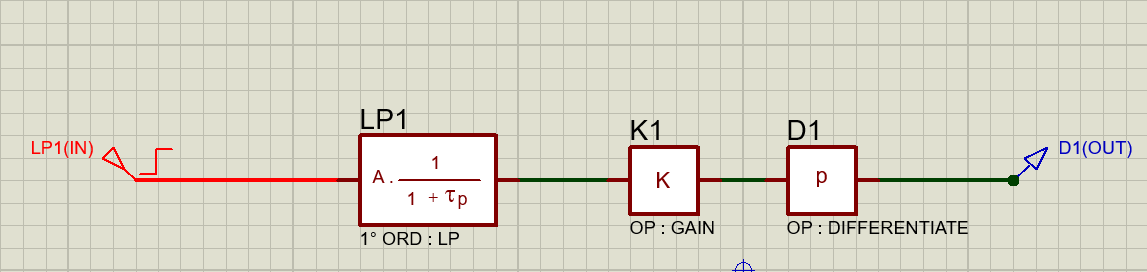 LP1
K1
D1
LP1(IN)
A . 1
1 + τp
K
p
D1(OUT)
1° ORD : LP
OP : GAIN
OP : DIFFERENTIATE